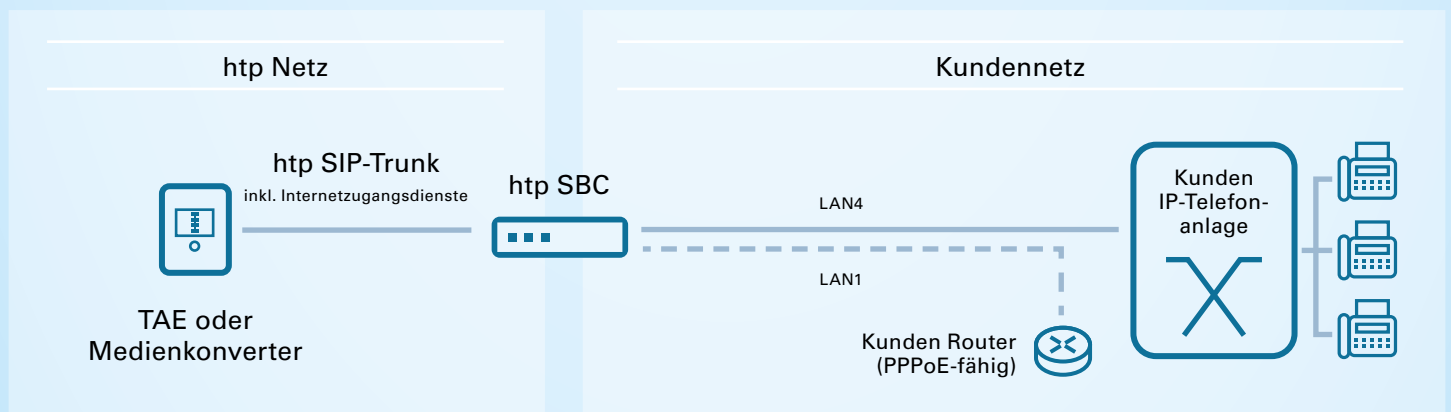 htp Netz
Kundennetz
htp SIP-Trunk
inkl. Internetzugangsdienste
htp SBC
LAN4
LAN1
Kunden
IP-Telefon-
anlage
TAE oder
Medienkonverter
Kunden Router
(PPPoE-fähig)